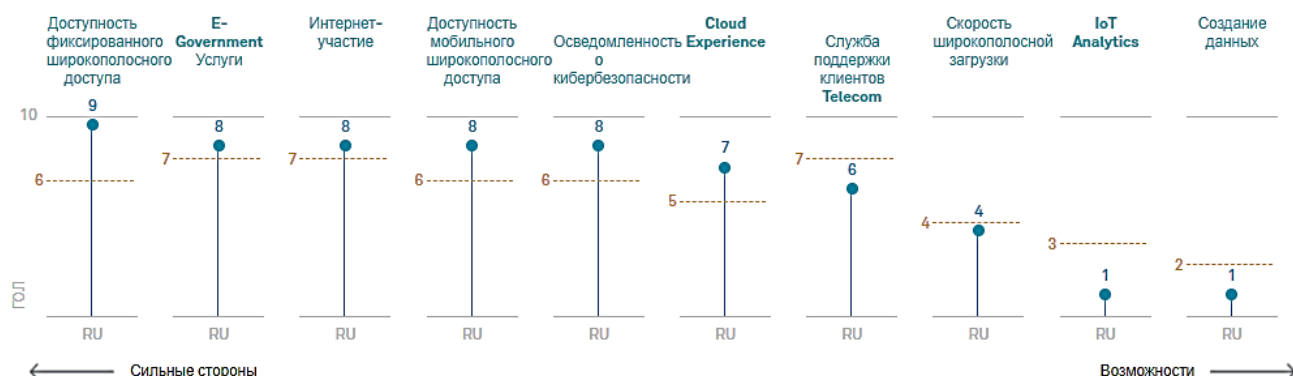 Доступность
фиксированного
широкополосного
доступа
E-
Government
Услуги
Интернет-
участие
Доступность
мобильного
широкополосного
доступа
Осведомленность
о
кибербезопасности
Cloud
Experience
Служба
поддержки
клиентов
Telecom
Скорость
широкополосной
загрузки
IoT
Analytics
Создание
данных
10
9
6
8
7
8
7
8
6
8
6
7
5
7
6
4
4
3
1
2
1
ГОЛ
RU
RU
RU
RU
RU
RU
RU
RU
RU
RU
Сильные стороны
Возможности